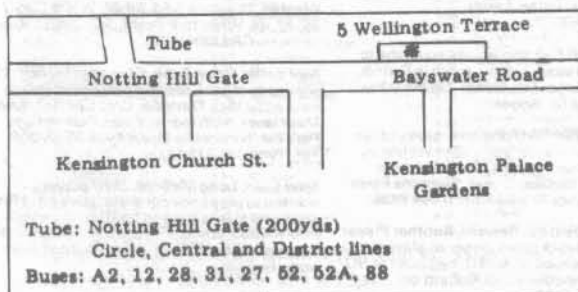 5 Wellington Terrace
Tube
Notting Hill Gate
Bayswater Road
Kensington Church St.
Kensington Palace
Gardens
Tube: Notting Hill Gate (200yds)
Circle, Central and District lines
Buses: A2, 12, 28, 31, 27, 52, 52A, 88